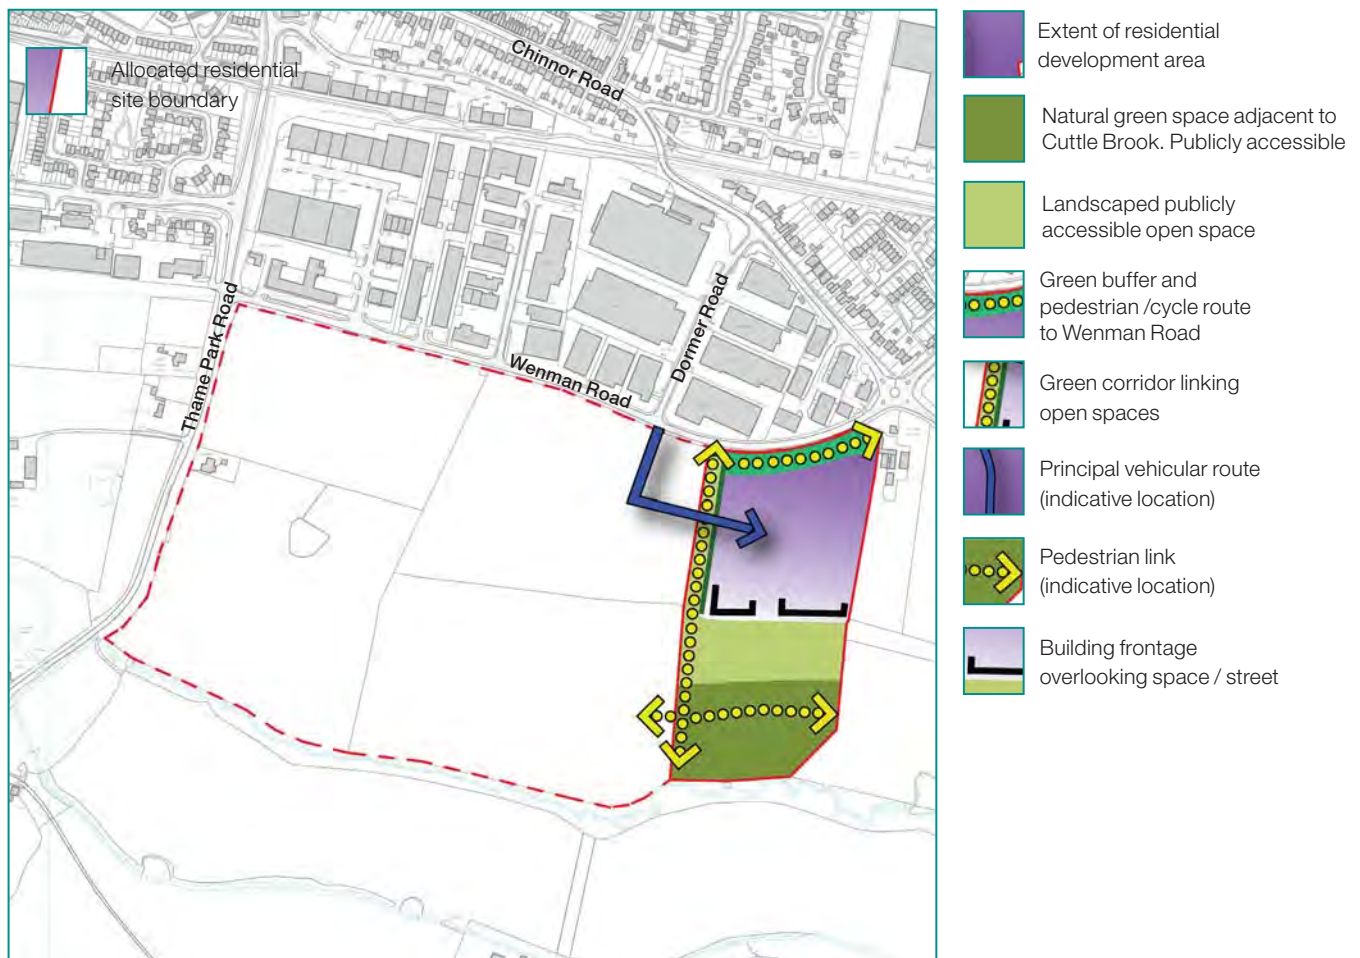 Allocated residential
site boundary
Chinnor Road
Thame Park Road
Wenman Road
Dormer Road
Extent of residential
development area
Natural green space adjacent to
Cuttle Brook. Publicly accessible
Landscaped publicly
accessible open space
Green buffer and
pedestrian /cycle route
to Wenman Road
Green corridor linking
open spaces
Principal vehicular route
(indicative location)
Pedestrian link
(indicative location)
Building frontage
overlooking space / street